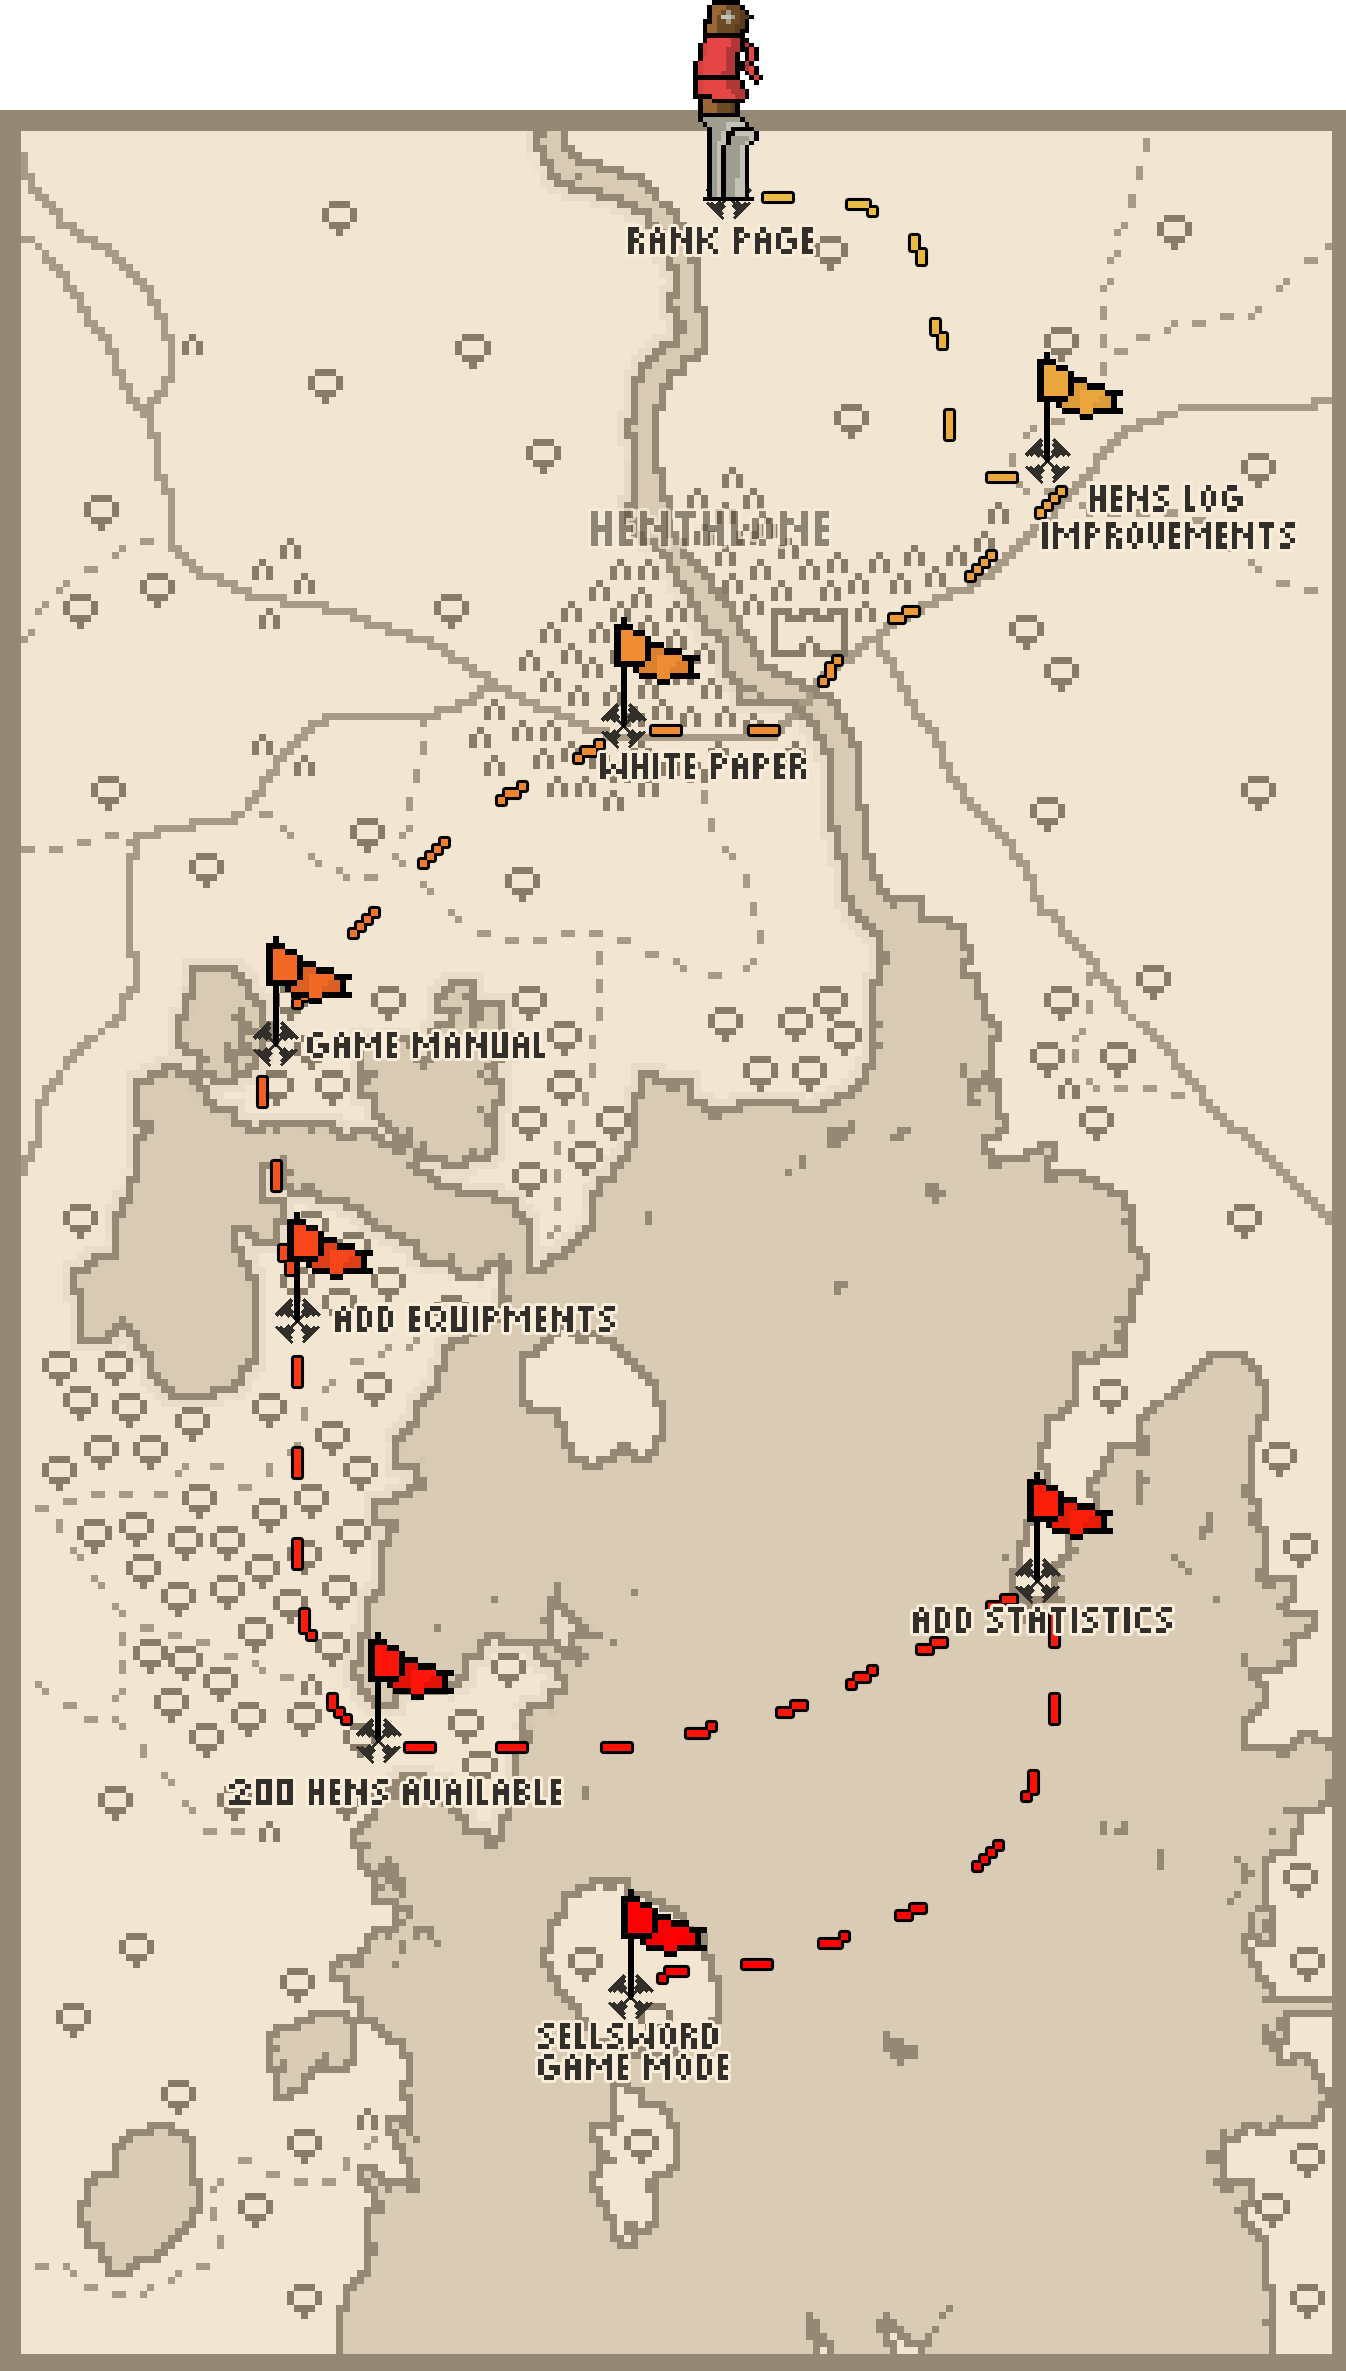 RANK PAGE
HENS LOG
IMPROVEMENTS
HENTHLONE
WHITE PAPER
GAME MANUAL
ADD EQUIPMENTS
ADD STATISTICS
200 HENS AVAILABLE
SELLSWORD
GAME MODE